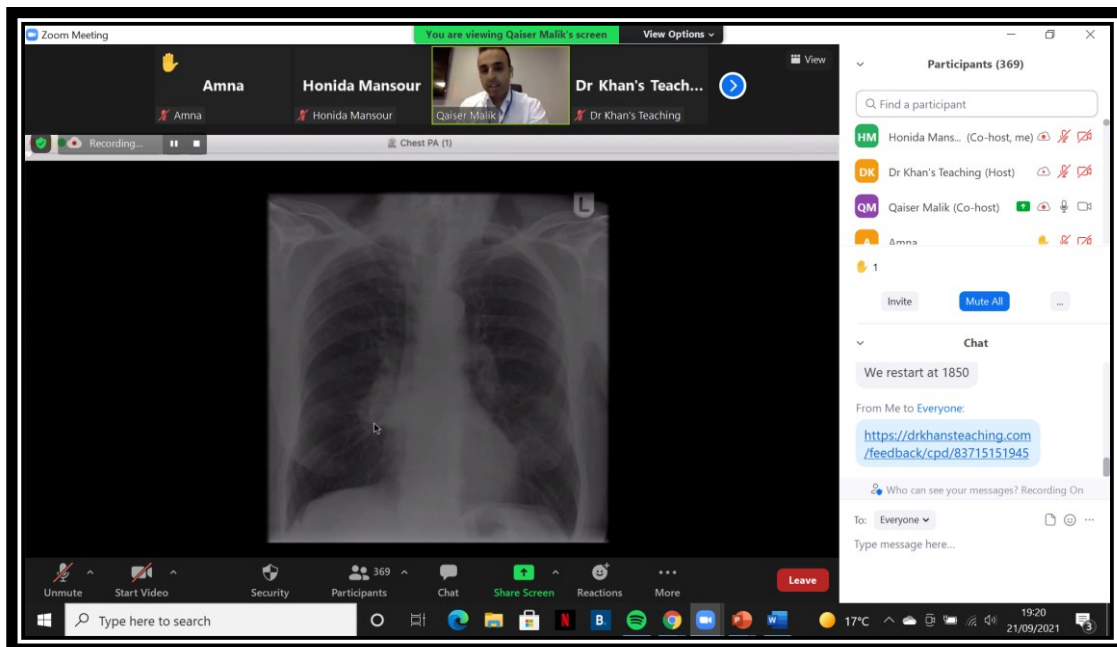 Zoom Meeting
You are viewing Qaiser Malik's screen
View Options
View
Amna
Honida Mansour
Dr Khan's Teach...
Amna
Honida Mansour
Qaiser Malik
Dr Khan's Teaching
Recording...
Chest PA (1)
L
Participants (369)
Find a participant
HM Honida Mans... (Co-host, me)
DK Dr Khan's Teaching (Host)
QM Qaiser Malik (Co-host)
A Amna
1
Invite
Mute All
...
Chat
We restart at 1850
From Me to Everyone:
https://drkhansteaching.com
/feedback/cpd/83715151945
Who can see your messages? Recording On
To: Everyone
Type message here...
Unmute
Start Video
Security
369
Participants
Chat
Share Screen
Reactions
More
Leave
Type here to search
N
B.
P
W
17°C
19:20
21/09/2021
3